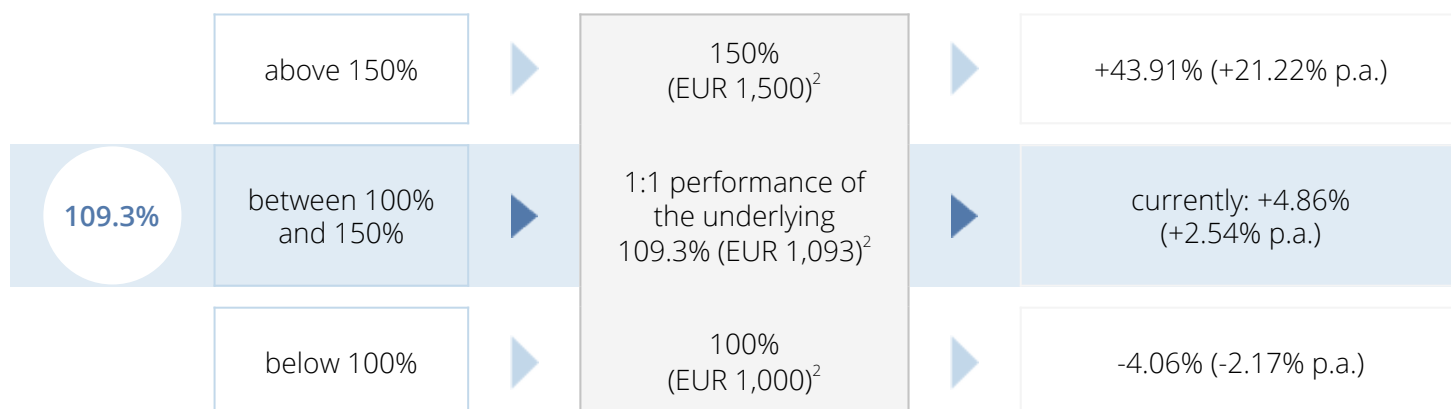 above 150%
150%
(EUR 1,500)²
+43.91% (+21.22% p.a.)
109.3%
between 100%
and 150%
1:1 performance of
the underlying
109.3% (EUR 1,093)²
currently: +4.86%
(+2.54% p.a.)
below 100%
100%
(EUR 1,000)²
-4.06% (-2.17% p.a.)